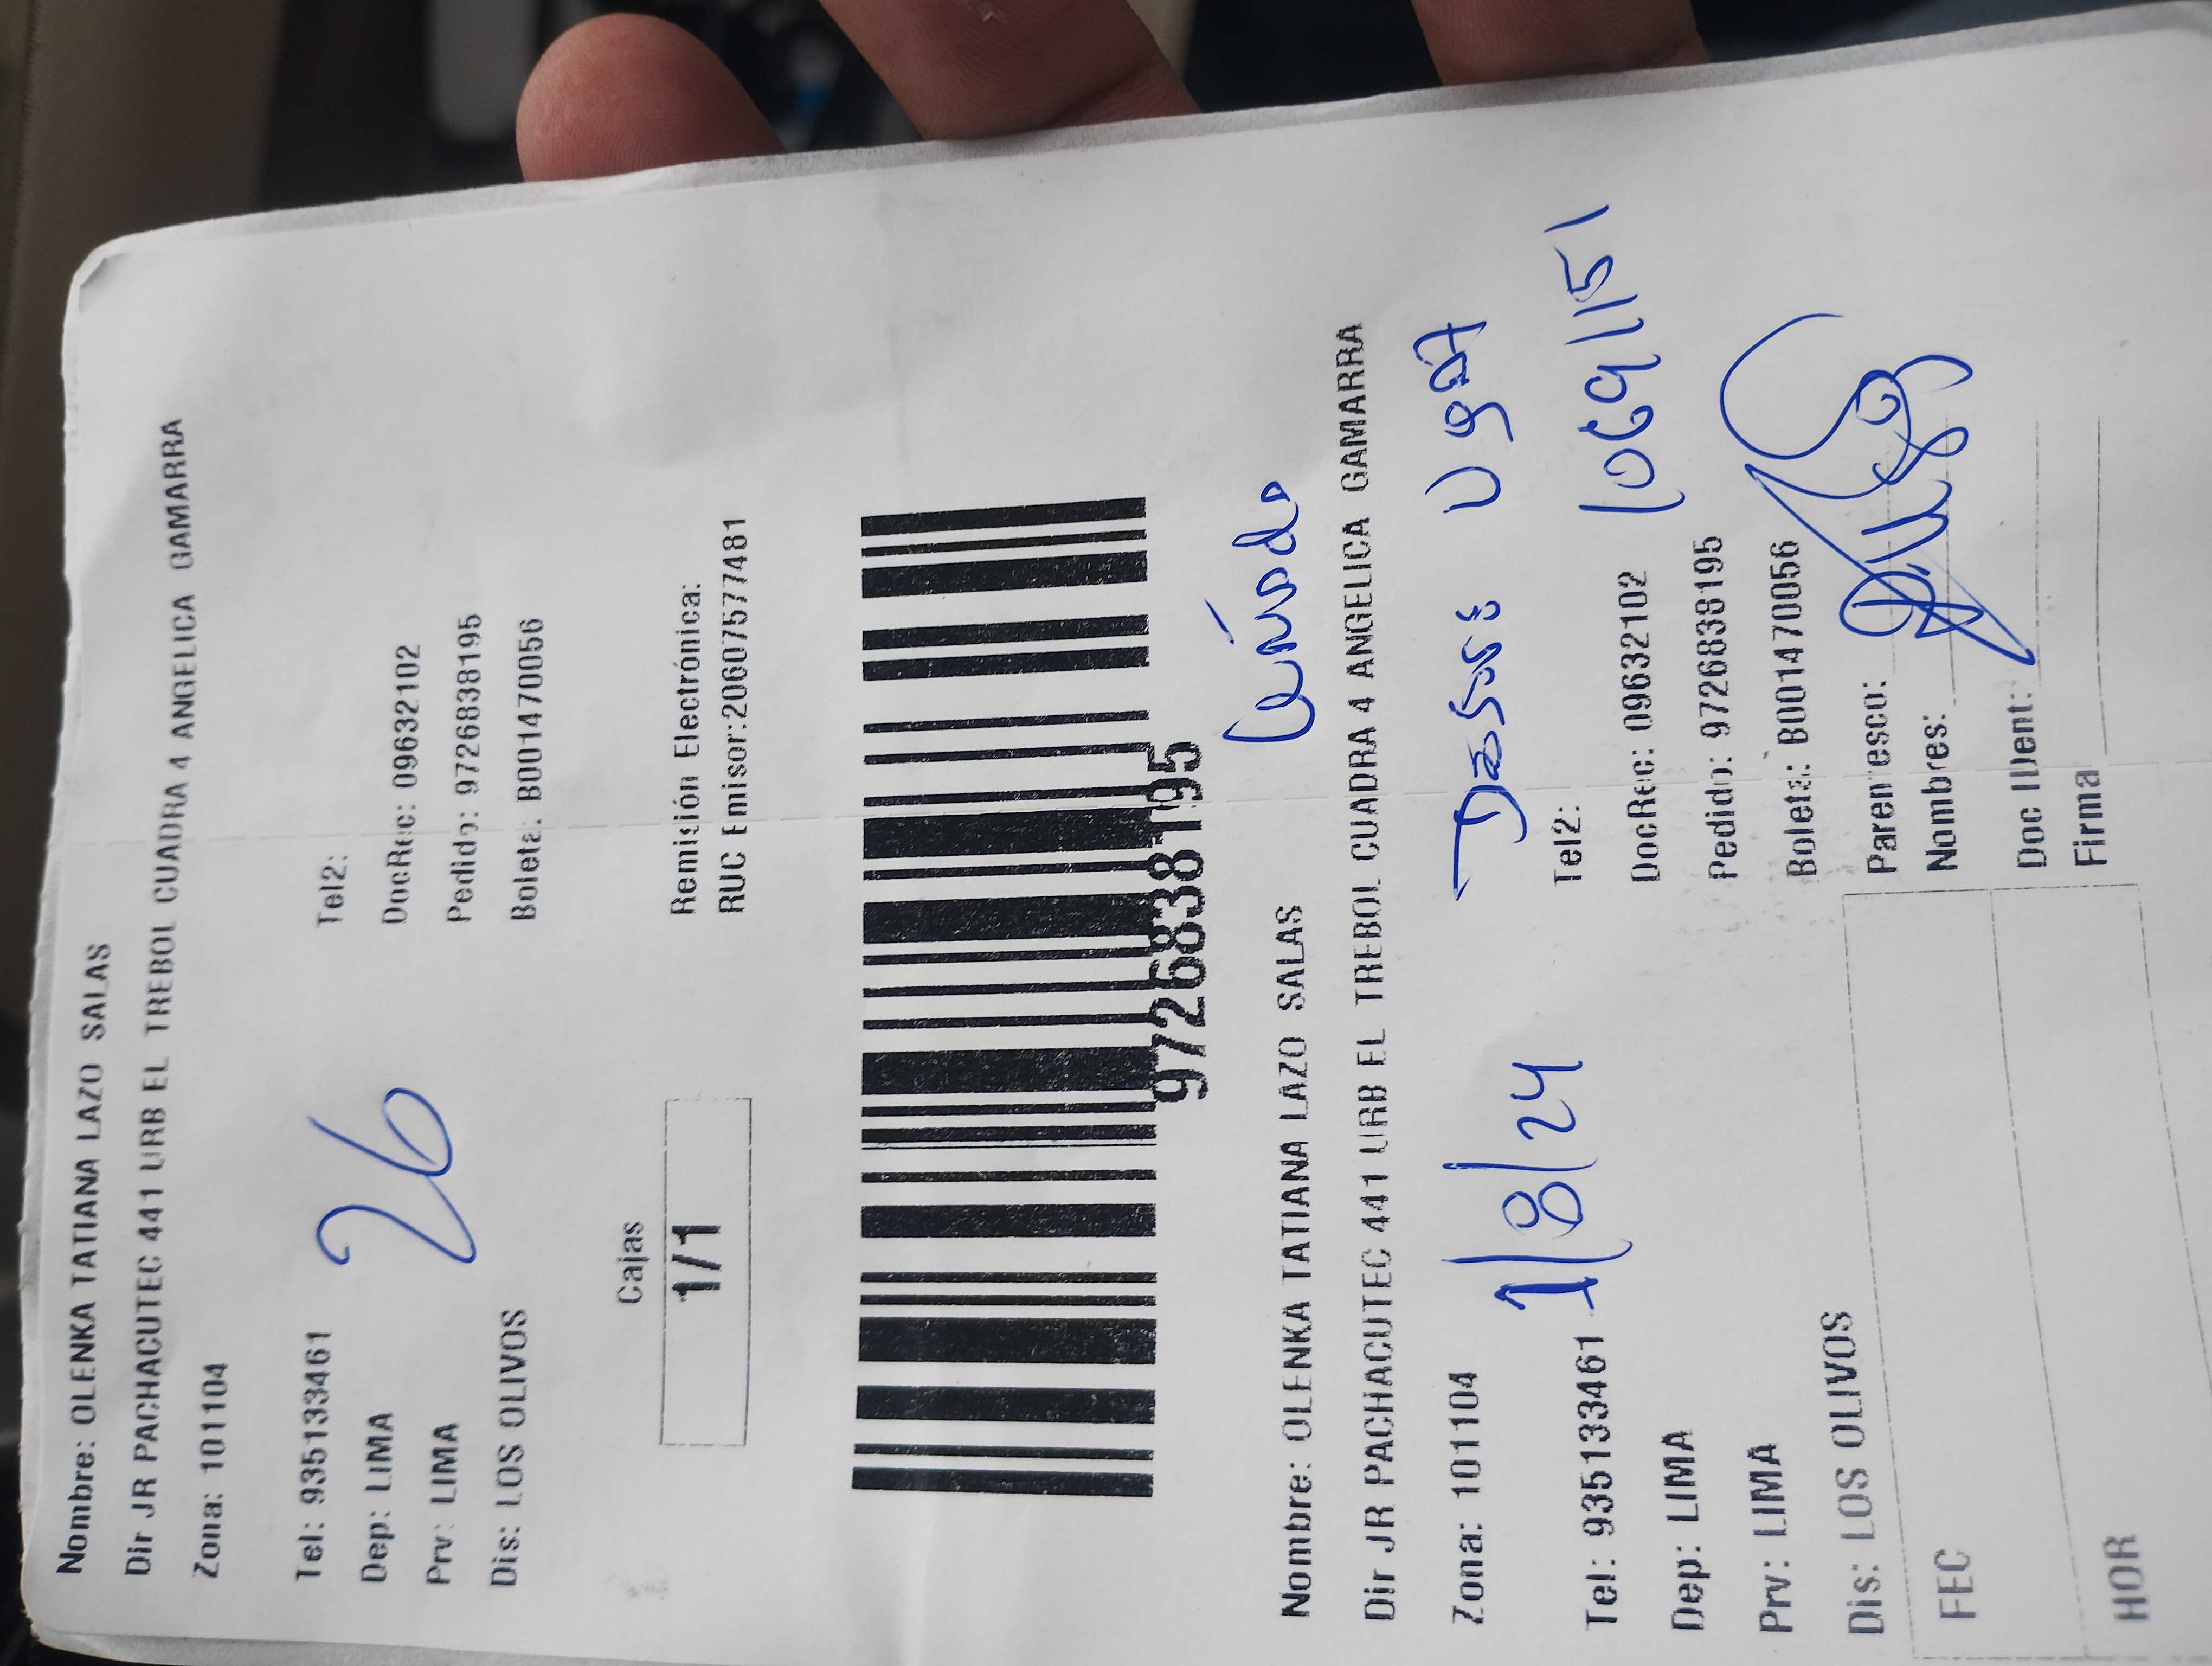 Nombre: OLENKA TATIANA LAZO SALAS
Dir JR PACHACUTEC 441 URB EL TREBOL CUADRA 4 ANGELICA GAMARRA
Zona: 101104
Tel: 935133461
Tel2:
Dep: LIMA
DocRec: 09632102
Prv: LIMA
Pedido: 9726838195
Dis: LOS OLIVOS
Boleta: B001470056
26
Cajas
1/1
Remisión Electrónica:
RUC Emisor:20607577481
9726838195
Nombre: OLENKA TATIANA LAZO SALAS
Dir JR PACHACUTEC 441 URB EL TREBOL CUADRA 4 ANGELICA GAMARRA
Zona: 101104
1/8/24
Tel: 935133461
Tel2:
Dep: LIMA
DocRec: 09632102
Prv: LIMA
Pedido: 9726838195
Dis: LOS OLIVOS
Boleta: B001470056
FEC
Parentesco:
Nombres:
HOR
Doc IDent:
Firma